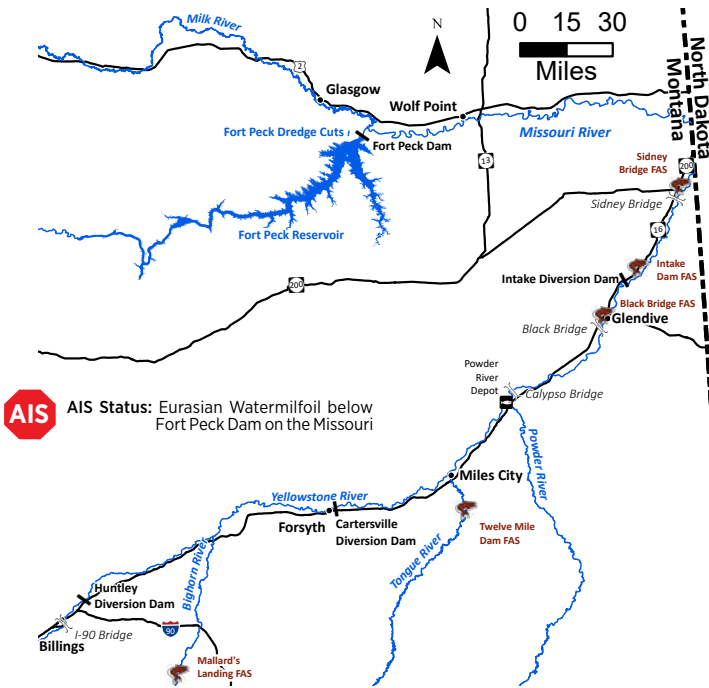 Milk River
2
Glasgow
N
0 15 30
Miles
North Dakota
Montana
Wolf Point
Missouri River
Fort Peck Dredge Cuts
Fort Peck Dam
13
Sidney
Bridge FAS
200
Sidney Bridge
Fort Peck Reservoir
16
200
Intake
Dam FAS
Intake Diversion Dam
Black Bridge FAS
Glendive
Black Bridge
Powder
River
Depot
Calypso Bridge
AIS
AIS Status: Eurasian Watermilfoil below
Fort Peck Dam on the Missouri
Powder River
Miles City
Yellowstone River
Forsyth
Cartersville
Diversion Dam
Twelve Mile
Dam FAS
Tongue River
Bighorn River
Huntley
Diversion Dam
I-90 Bridge
90
Billings
Mallard's
Landing FAS